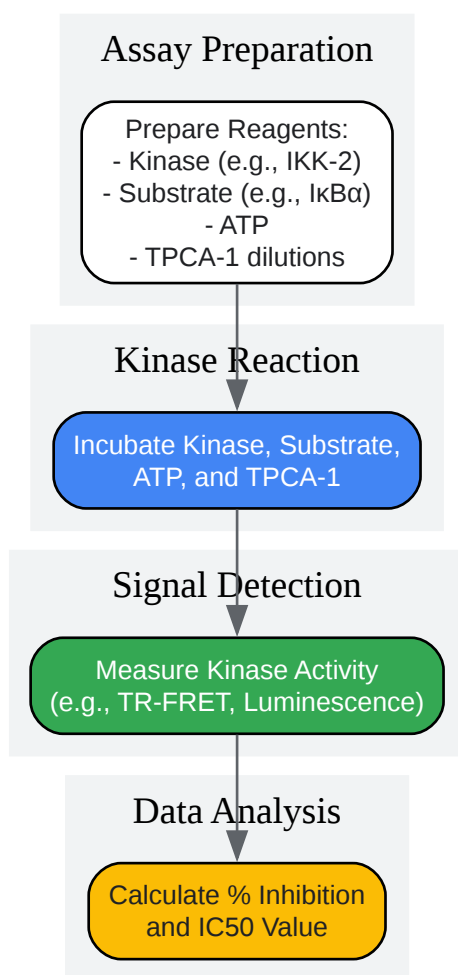 Assay Preparation
Prepare Reagents:
- Kinase (e.g., IKK-2)
- Substrate (e.g., IκBα)
- ATP
- TPCA-1 dilutions
Kinase Reaction
Incubate Kinase, Substrate,
ATP, and TPCA-1
Signal Detection
Measure Kinase Activity
(e.g., TR-FRET, Luminescence)
Data Analysis
Calculate % Inhibition
and IC50 Value